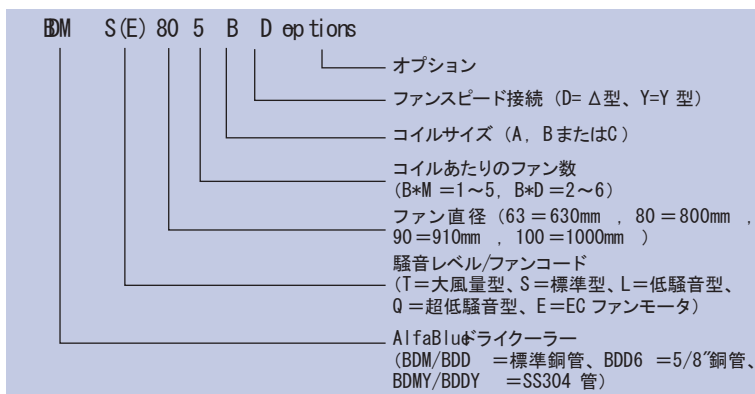 BDM S(E) 80 5 B D options
オプション
ファンスピード接続（D= Δ型、Y=Y 型）
コイルサイズ（A, BまたはC）
コイルあたりのファン数
（B*M =1～5, B*D =2～6）
ファン直径（63 =630mm , 80 =800mm ,
90 =910mm , 100 =1000mm ）
騒音レベル/ファンコード
（T=大風量型、S=標準型、L=低騒音型、
Q =超低騒音型、E=EC ファンモータ）
AlfaBlueドライクーラー
（BDM/BDD =標準銅管、BDD6 =5/8"銅管、
BDMY/BDDY =SS304 管）